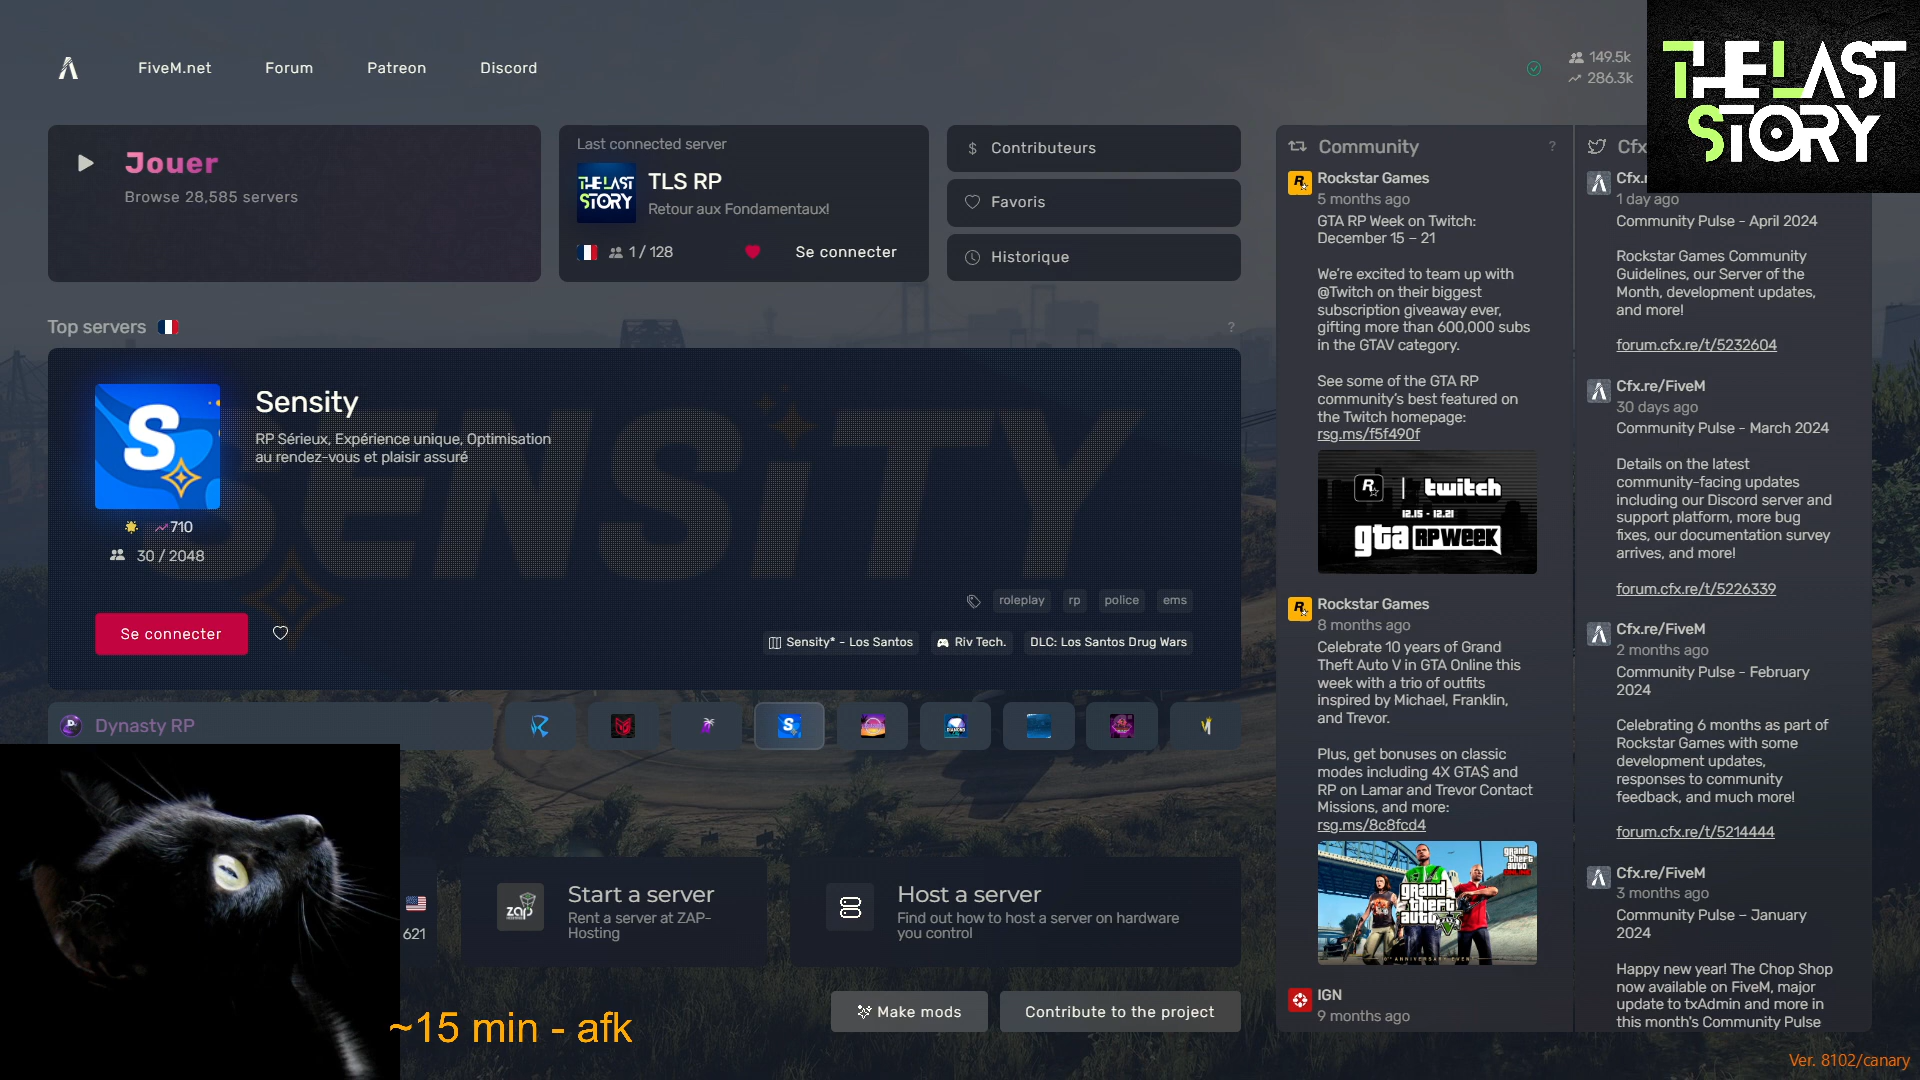 FiveM.net
Forum
Patreon
Discord
149.5k
286.3k
THE LAST
STORY
Jouer
Browse 28,585 servers
Last connected server
THE LAST
STORY
TLS RP
Retour aux Fondamentaux!
1 / 128
Se connecter
$ Contributeurs
Favoris
Historique
Top servers
?
SENSITY
S
Sensity
RP Sérieux, Expérience unique, Optimisation
au rendez-vous et plaisir assuré
710
30 / 2048
Se connecter
roleplay
rp
police
ems
Sensity* - Los Santos
Riv Tech.
DLC: Los Santos Drug Wars
Dynasty RP
621
zap
Start a server
Rent a server at ZAP-
Hosting
Host a server
Find out how to host a server on hardware
you control
~15 min - afk
Make mods
Contribute to the project
Community
?
Rockstar Games
5 months ago
GTA RP Week on Twitch:
December 15 – 21
We're excited to team up with
@Twitch on their biggest
subscription giveaway ever,
gifting more than 600,000 subs
in the GTAV category.
See some of the GTA RP
community's best featured on
the Twitch homepage:
rsg.ms/f5f490f
R | twitch
12.15 - 12.21
gta RP WEEK
Rockstar Games
8 months ago
Celebrate 10 years of Grand
Theft Auto V in GTA Online this
week with a trio of outfits
inspired by Michael, Franklin,
and Trevor.
Plus, get bonuses on classic
modes including 4X GTA$ and
RP on Lamar and Trevor Contact
Missions, and more:
rsg.ms/8c8fcd4
grand
theft
auto
V
IGN
9 months ago
Cfx
Cfx.r
1 day ago
Community Pulse - April 2024
Rockstar Games Community
Guidelines, our Server of the
Month, development updates,
and more!
forum.cfx.re/t/5232604
Cfx.re/FiveM
30 days ago
Community Pulse - March 2024
Details on the latest
community-facing updates
including our Discord server and
support platform, more bug
fixes, our documentation survey
arrives, and more!
forum.cfx.re/t/5226339
Cfx.re/FiveM
2 months ago
Community Pulse - February
2024
Celebrating 6 months as part of
Rockstar Games with some
development updates,
responses to community
feedback, and much more!
forum.cfx.re/t/5214444
Cfx.re/FiveM
3 months ago
Community Pulse – January
2024
Happy new year! The Chop Shop
now available on FiveM, major
update to txAdmin and more in
this month's Community Pulse
Ver. 8102/canary